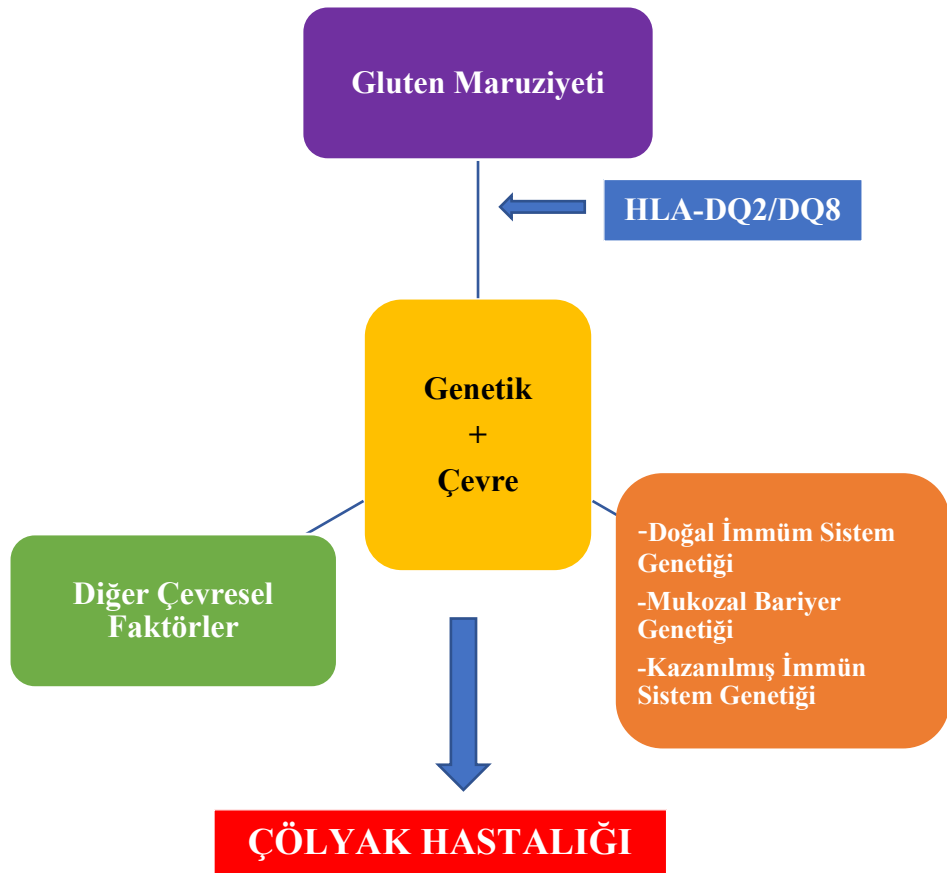 Gluten Maruziyeti
HLA-DQ2/DQ8
Genetik
+
Çevre
Diğer Çevresel
Faktörler
-Doğal İmmüm Sistem
Genetiği
-Mukozal Bariyer
Genetiği
-Kazanılmış İmmün
Sistem Genetiği
ÇÖLYAK HASTALIĞI